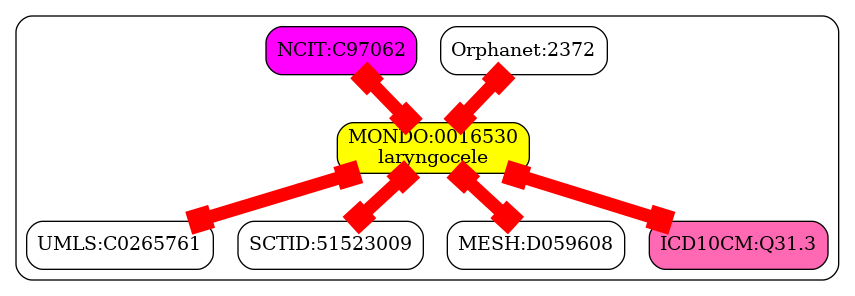 NCIT:C97062
Orphanet:2372
MONDO:0016530
laryngocele
UMLS:C0265761
SCTID:51523009
MESH:D059608
ICD10CM:Q31.3